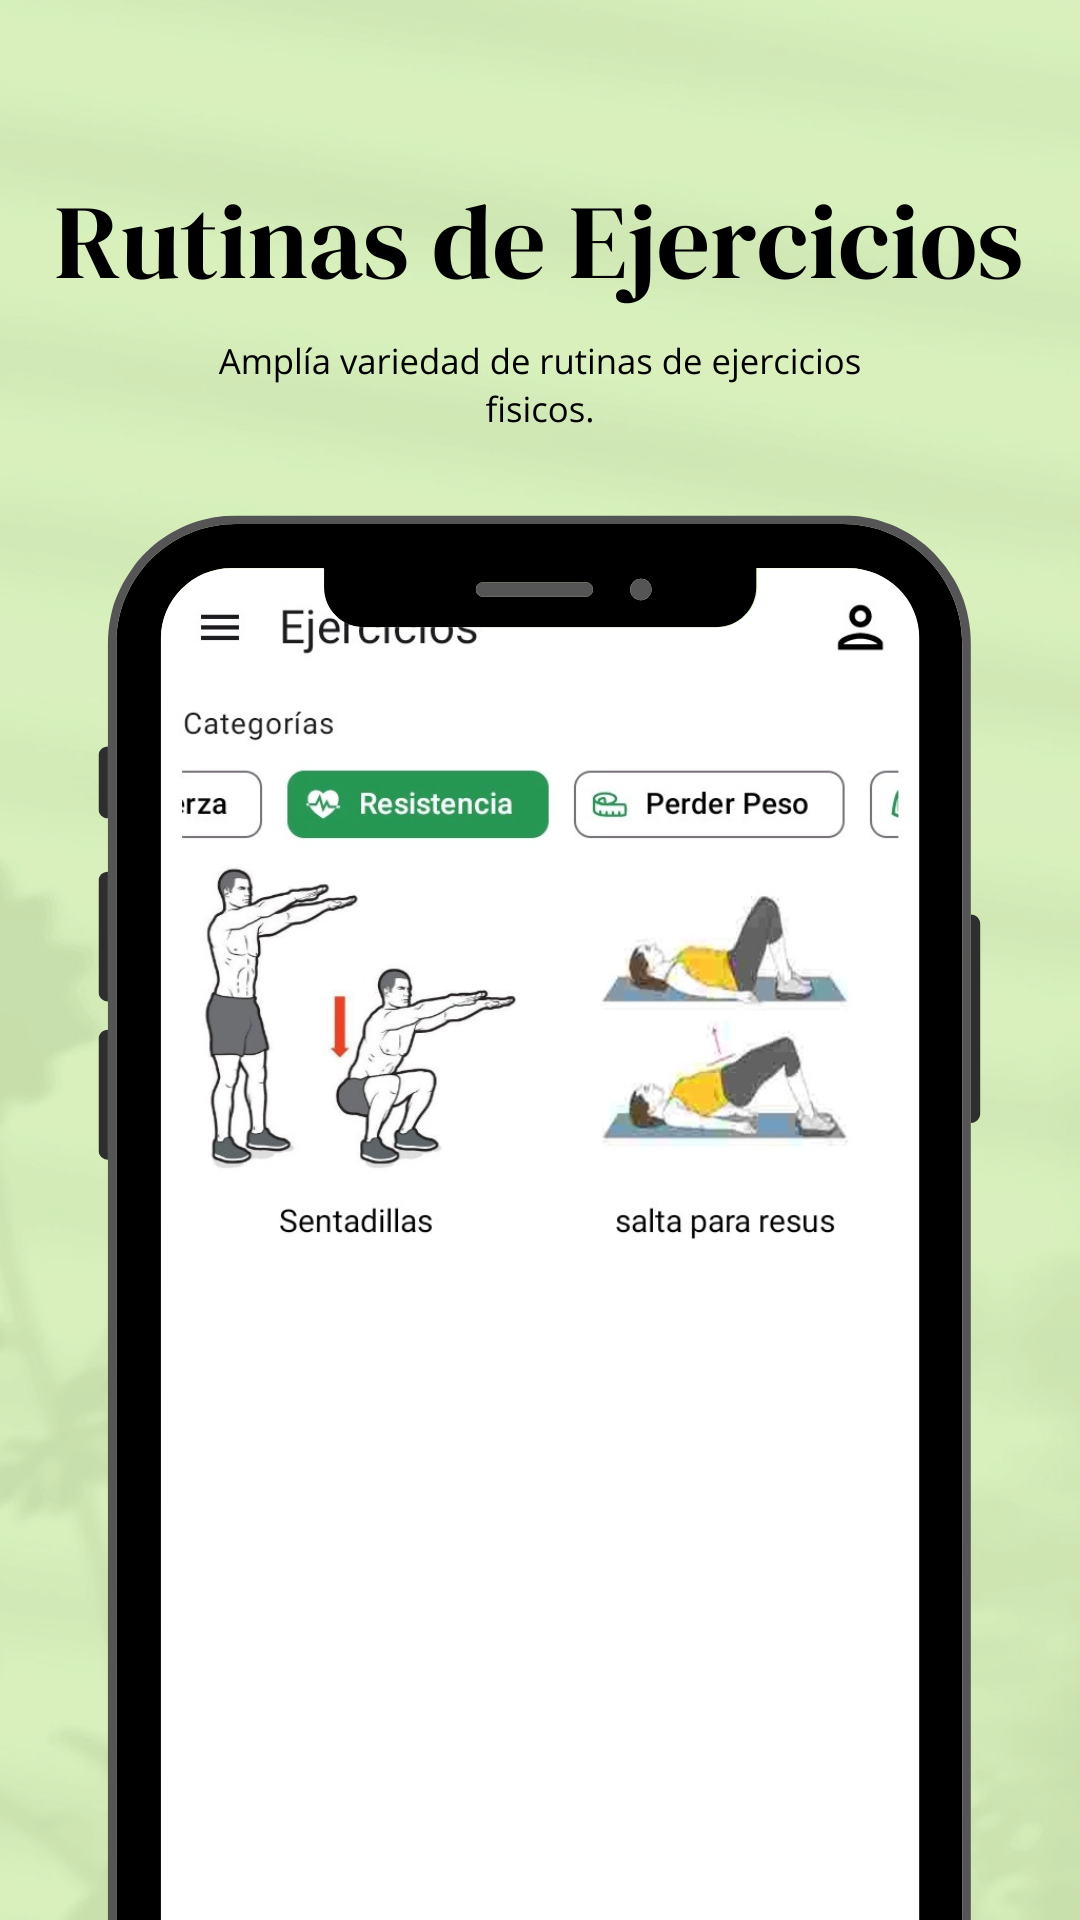 Rutinas de Ejercicios
Amplía variedad de rutinas de ejercicios
fisicos.
Ejercicios
Categorías
erza
Resistencia
Perder Peso
Sentadillas
salta para resus